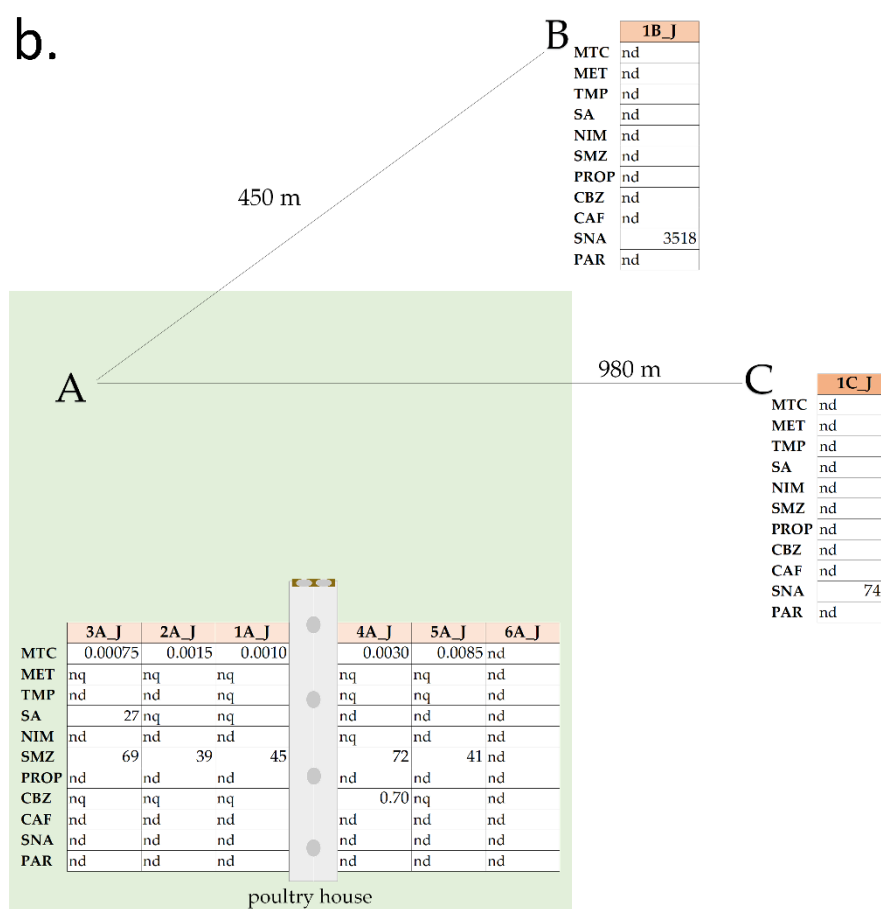 b.
B
1B_J
MTC nd
MET nd
TMP nd
SA nd
NIM nd
SMZ nd
PROP nd
CBZ nd
CAF nd
SNA 3518
PAR nd
450 m
A
980 m
C
1C_J
MTC nd
MET nd
TMP nd
SA nd
NIM nd
SMZ nd
PROP nd
CBZ nd
CAF nd
SNA 74
PAR nd
3A_J 2A_J 1A_J 4A_J 5A_J 6A_J
MTC 0.00075 0.0015 0.0010 0.0030 0.0085 nd
MET nq nq nq nq nq nd
TMP nd nd nq nq nq nd
SA 27 nq nq nd nd nd
NIM nd nd nd nq nd nd
SMZ 69 39 45 72 41 nd
PROP nd nd nd nd nd nd
CBZ nq nq nq 0.70 nq nd
CAF nd nd nd nd nd nd
SNA nd nd nd nd nd nd
PAR nd nd nd nd nd nd
poultry house